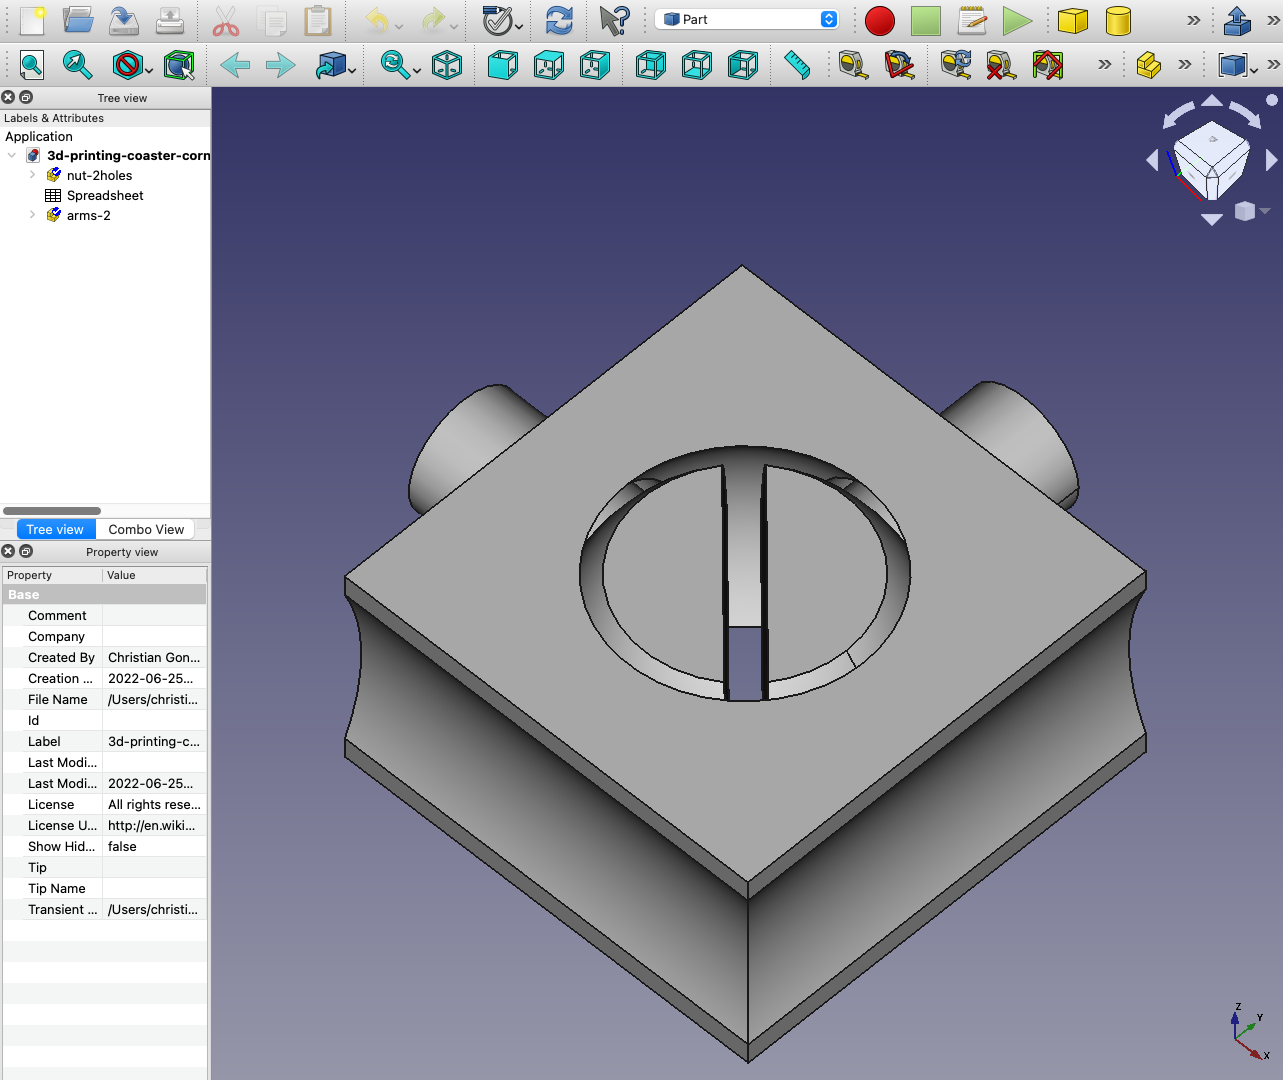 Part
Tree view
Labels & Attributes
Application
3d-printing-coaster-corn
nut-2holes
Spreadsheet
arms-2
Tree view Combo View
Property view
Property Value
Base
Comment
Company
Created By Christian Gon...
Creation ... 2022-06-25...
File Name /Users/christi...
Id
Label 3d-printing-c...
Last Modi...
Last Modi... 2022-06-25...
License All rights rese...
License U... http://en.wiki...
Show Hid... false
Tip
Tip Name
Transient ... /Users/christi...
Z
Y
X